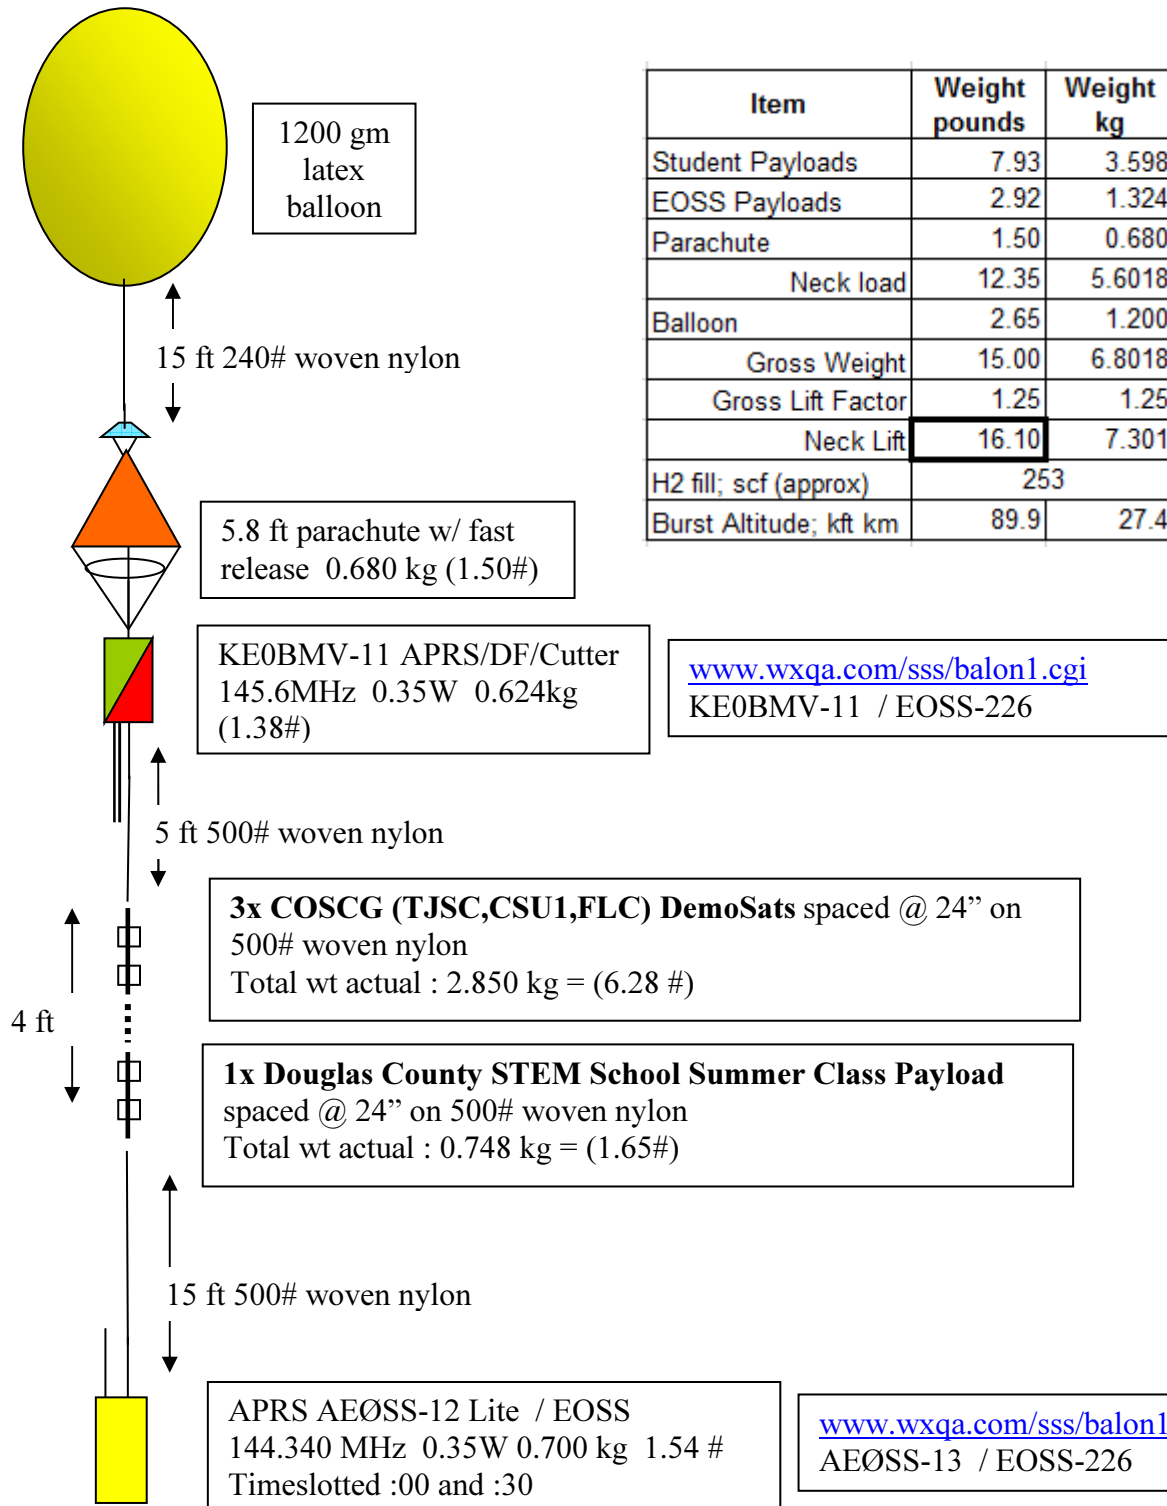 1200 gm
latex
balloon
Item Weight pounds Weight kg
Student Payloads 7.93 3.598
EOSS Payloads 2.92 1.324
Parachute 1.50 0.680
Neck load 12.35 5.6018
Balloon 2.65 1.200
Gross Weight 15.00 6.8018
Gross Lift Factor 1.25 1.25
Neck Lift 16.10 7.301
H2 fill; scf (approx) 253
Burst Altitude; kft km 89.9 27.4
15 ft 240# woven nylon
5.8 ft parachute w/ fast
release 0.680 kg (1.50#)
KE0BMV-11 APRS/DF/Cutter
145.6MHz 0.35W 0.624kg
(1.38#)
www.wxqa.com/sss/balon1.cgi
KE0BMV-11 / EOSS-226
5 ft 500# woven nylon
3x COSCG (TJSC,CSU1,FLC) DemoSats spaced @ 24” on
500# woven nylon
Total wt actual : 2.850 kg = (6.28 #)
4 ft
1x Douglas County STEM School Summer Class Payload
spaced @ 24” on 500# woven nylon
Total wt actual : 0.748 kg = (1.65#)
15 ft 500# woven nylon
APRS AEØSS-12 Lite / EOSS
144.340 MHz 0.35W 0.700 kg 1.54 #
Timeslotted :00 and :30
www.wxqa.com/sss/balon1
AEØSS-13 / EOSS-226